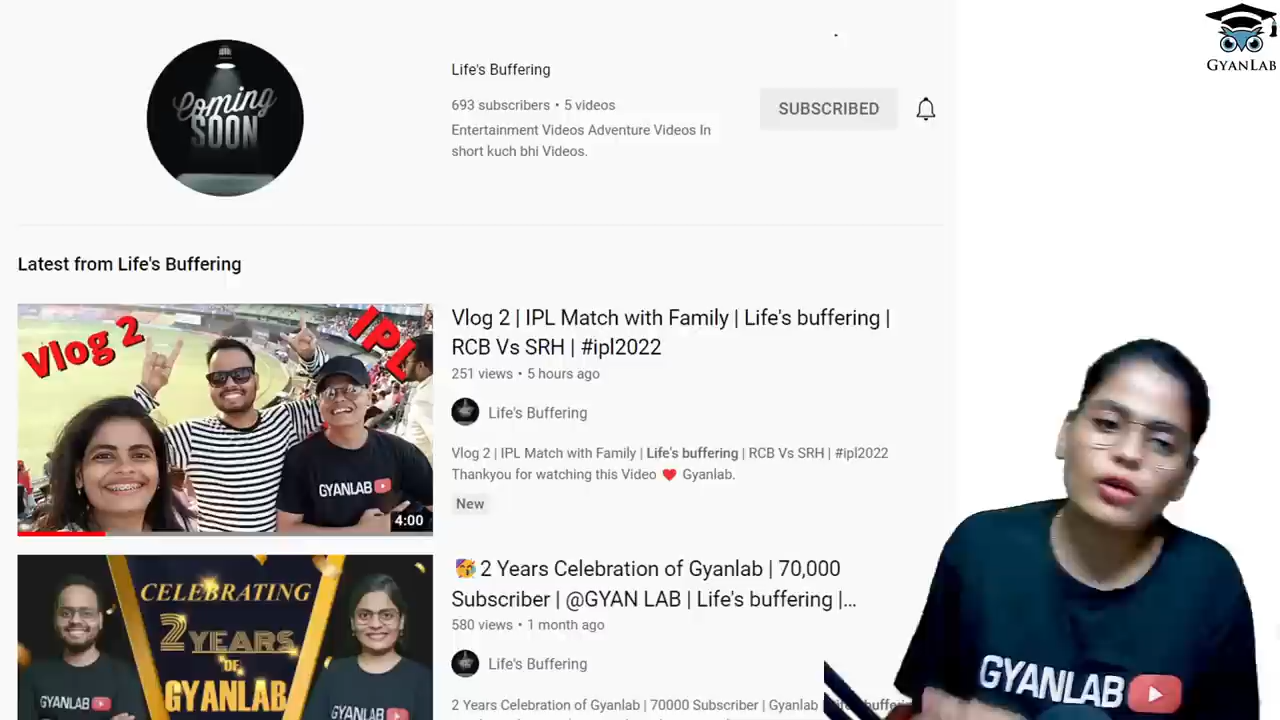 GYANLAB
Coming
SOON
Life's Buffering
693 subscribers • 5 videos
SUBSCRIBED
Entertainment Videos Adventure Videos In
short kuch bhi Videos.
Latest from Life's Buffering
Vlog 2
IPL
GYANLAB
4:00
Vlog 2 | IPL Match with Family | Life's buffering |
RCB Vs SRH | #ipl2022
251 views • 5 hours ago
Life's Buffering
Vlog 2 | IPL Match with Family | Life's buffering | RCB Vs SRH | #ipl2022
Thankyou for watching this Video ❤️ Gyanlab.
New
CELEBRATING
2 YEARS
OF
GYANLAB
GYANLAB
GYANLAB
🥳 2 Years Celebration of Gyanlab | 70,000
Subscriber | @GYAN LAB | Life's buffering |...
580 views • 1 month ago
Life's Buffering
2 Years Celebration of Gyanlab | 70000 Subscriber | Gyanlab
GYANLAB